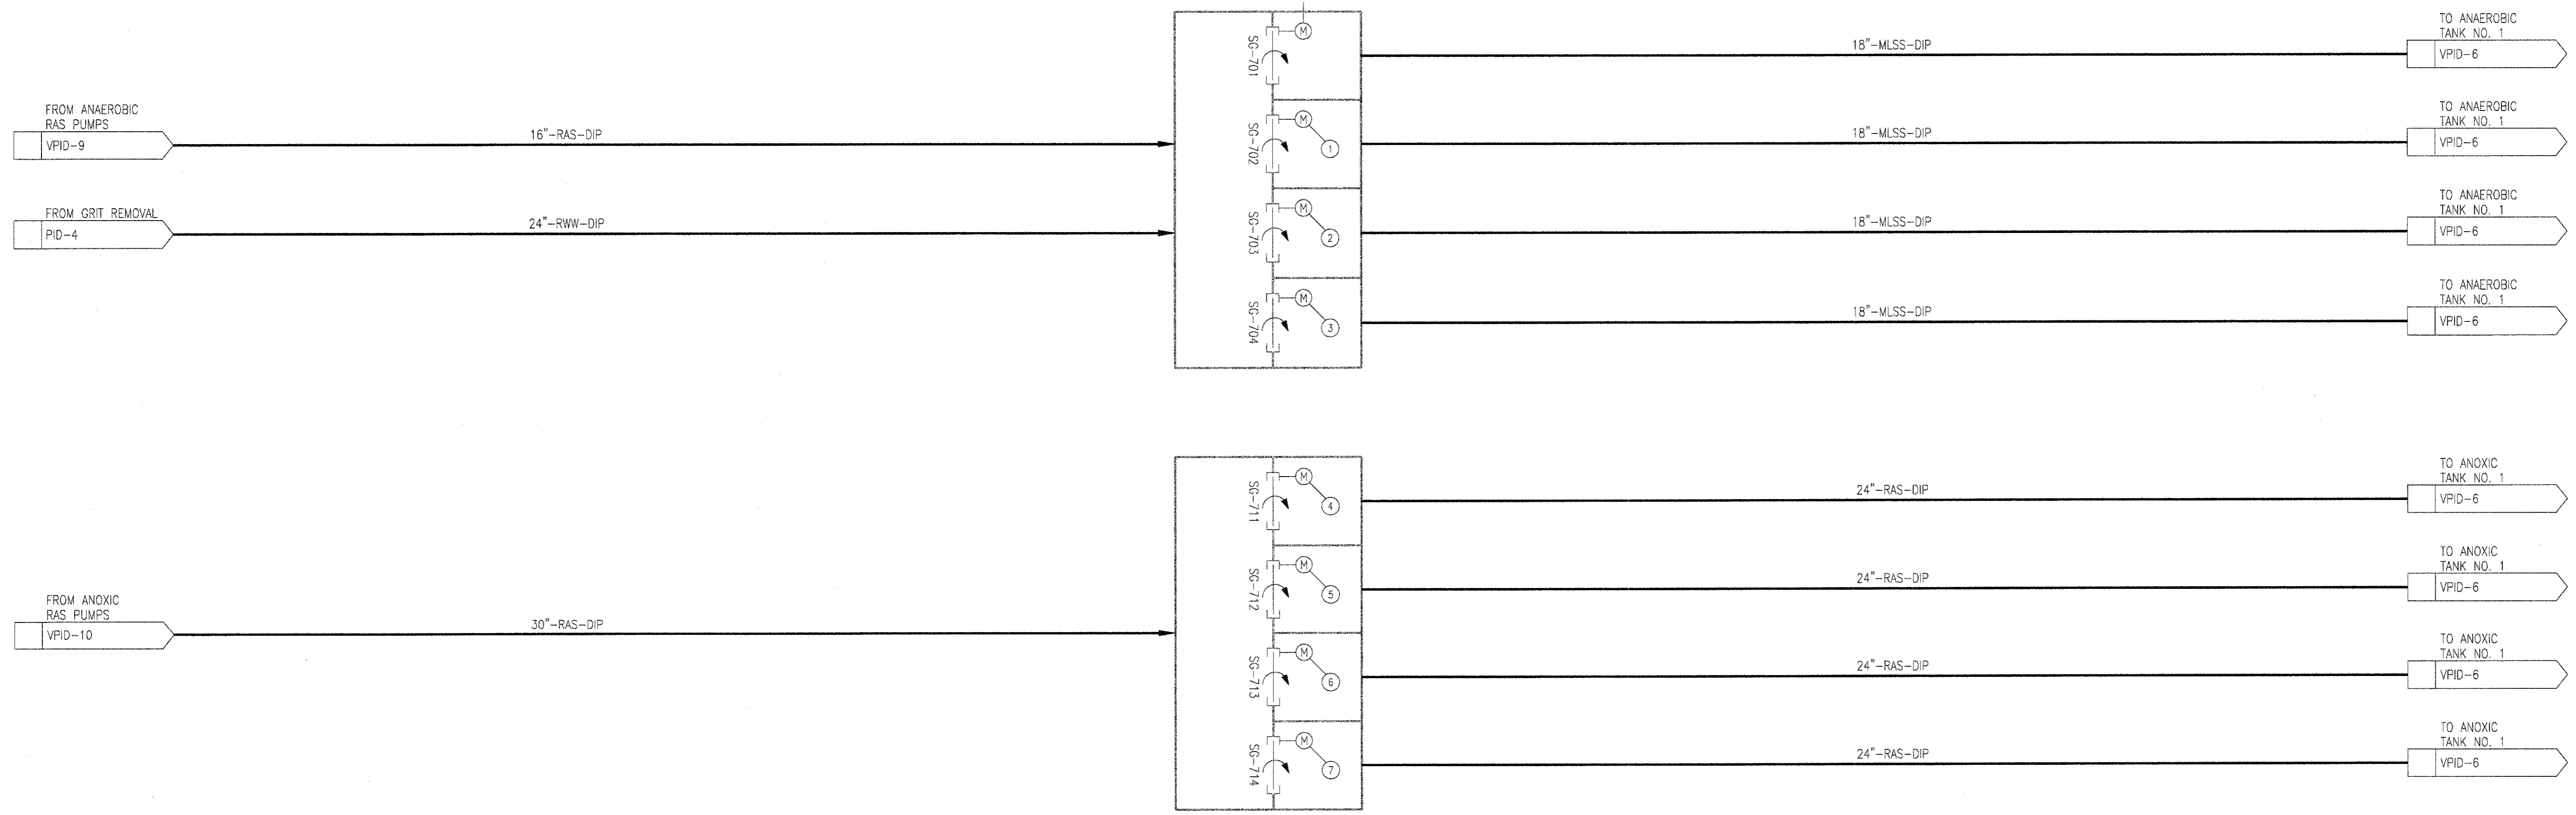 TO ANAEROBIC
TANK NO. 1
VPID-6
M
SG-701
18"-MLSS-DIP
FROM ANAEROBIC
RAS PUMPS
VPID-9
16"-RAS-DIP
M
SG-702
1
18"-MLSS-DIP
TO ANAEROBIC
TANK NO. 1
VPID-6
FROM GRIT REMOVAL
PID-4
24"-RWW-DIP
M
SG-703
2
18"-MLSS-DIP
TO ANAEROBIC
TANK NO. 1
VPID-6
M
SG-704
3
18"-MLSS-DIP
TO ANAEROBIC
TANK NO. 1
VPID-6
M
SG-711
4
24"-RAS-DIP
TO ANOXIC
TANK NO. 1
VPID-6
M
SG-712
5
24"-RAS-DIP
TO ANOXIC
TANK NO. 1
VPID-6
FROM ANOXIC
RAS PUMPS
VPID-10
30"-RAS-DIP
M
SG-713
6
24"-RAS-DIP
TO ANOXIC
TANK NO. 1
VPID-6
M
SG-714
7
24"-RAS-DIP
TO ANOXIC
TANK NO. 1
VPID-6